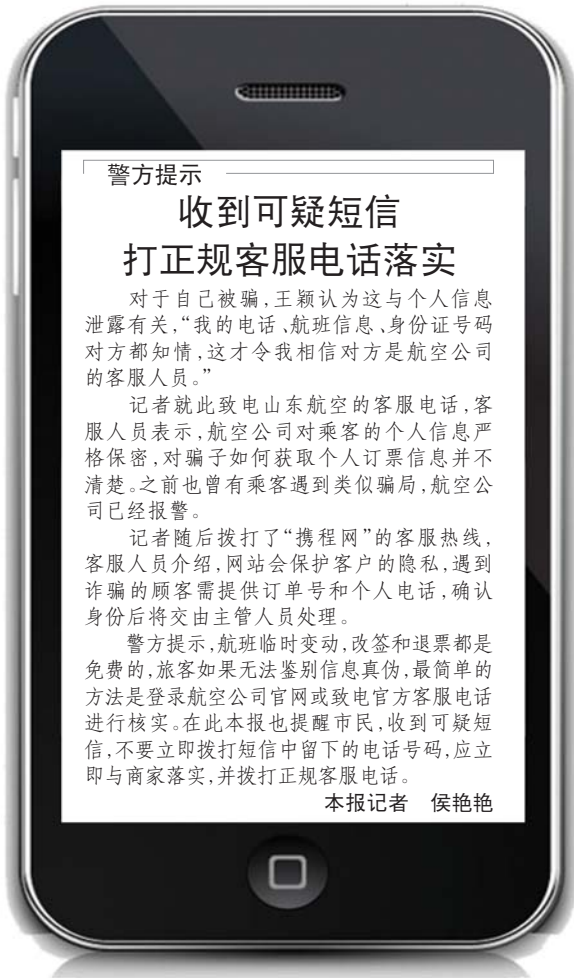 警方提示
收到可疑短信
打正规客服电话落实
对于自己被骗,王颖认为这与个人信息
泄露有关,“我的电话、航班信息、身份证号码
对方都知情,这才令我相信对方是航空公司
的客服人员。”
记者就此致电山东航空的客服电话,客
服人员表示,航空公司对乘客的个人信息严
格保密,对骗子如何获取个人订票信息并不
清楚。之前也曾有乘客遇到类似骗局,航空公
司已经报警。
记者随后拨打了“携程网”的客服热线,
客服人员介绍,网站会保护客户的隐私,遇到
诈骗的顾客需提供订单号和个人电话,确认
身份后将交由主管人员处理。
警方提示,航班临时变动,改签和退票都是
免费的,旅客如果无法鉴别信息真伪,最简单的
方法是登录航空公司官网或致电官方客服电话
进行核实。在此本报也提醒市民,收到可疑短
信,不要立即拨打短信中留下的电话号码,应立
即与商家落实,并拨打正规客服电话。
本报记者 侯艳艳